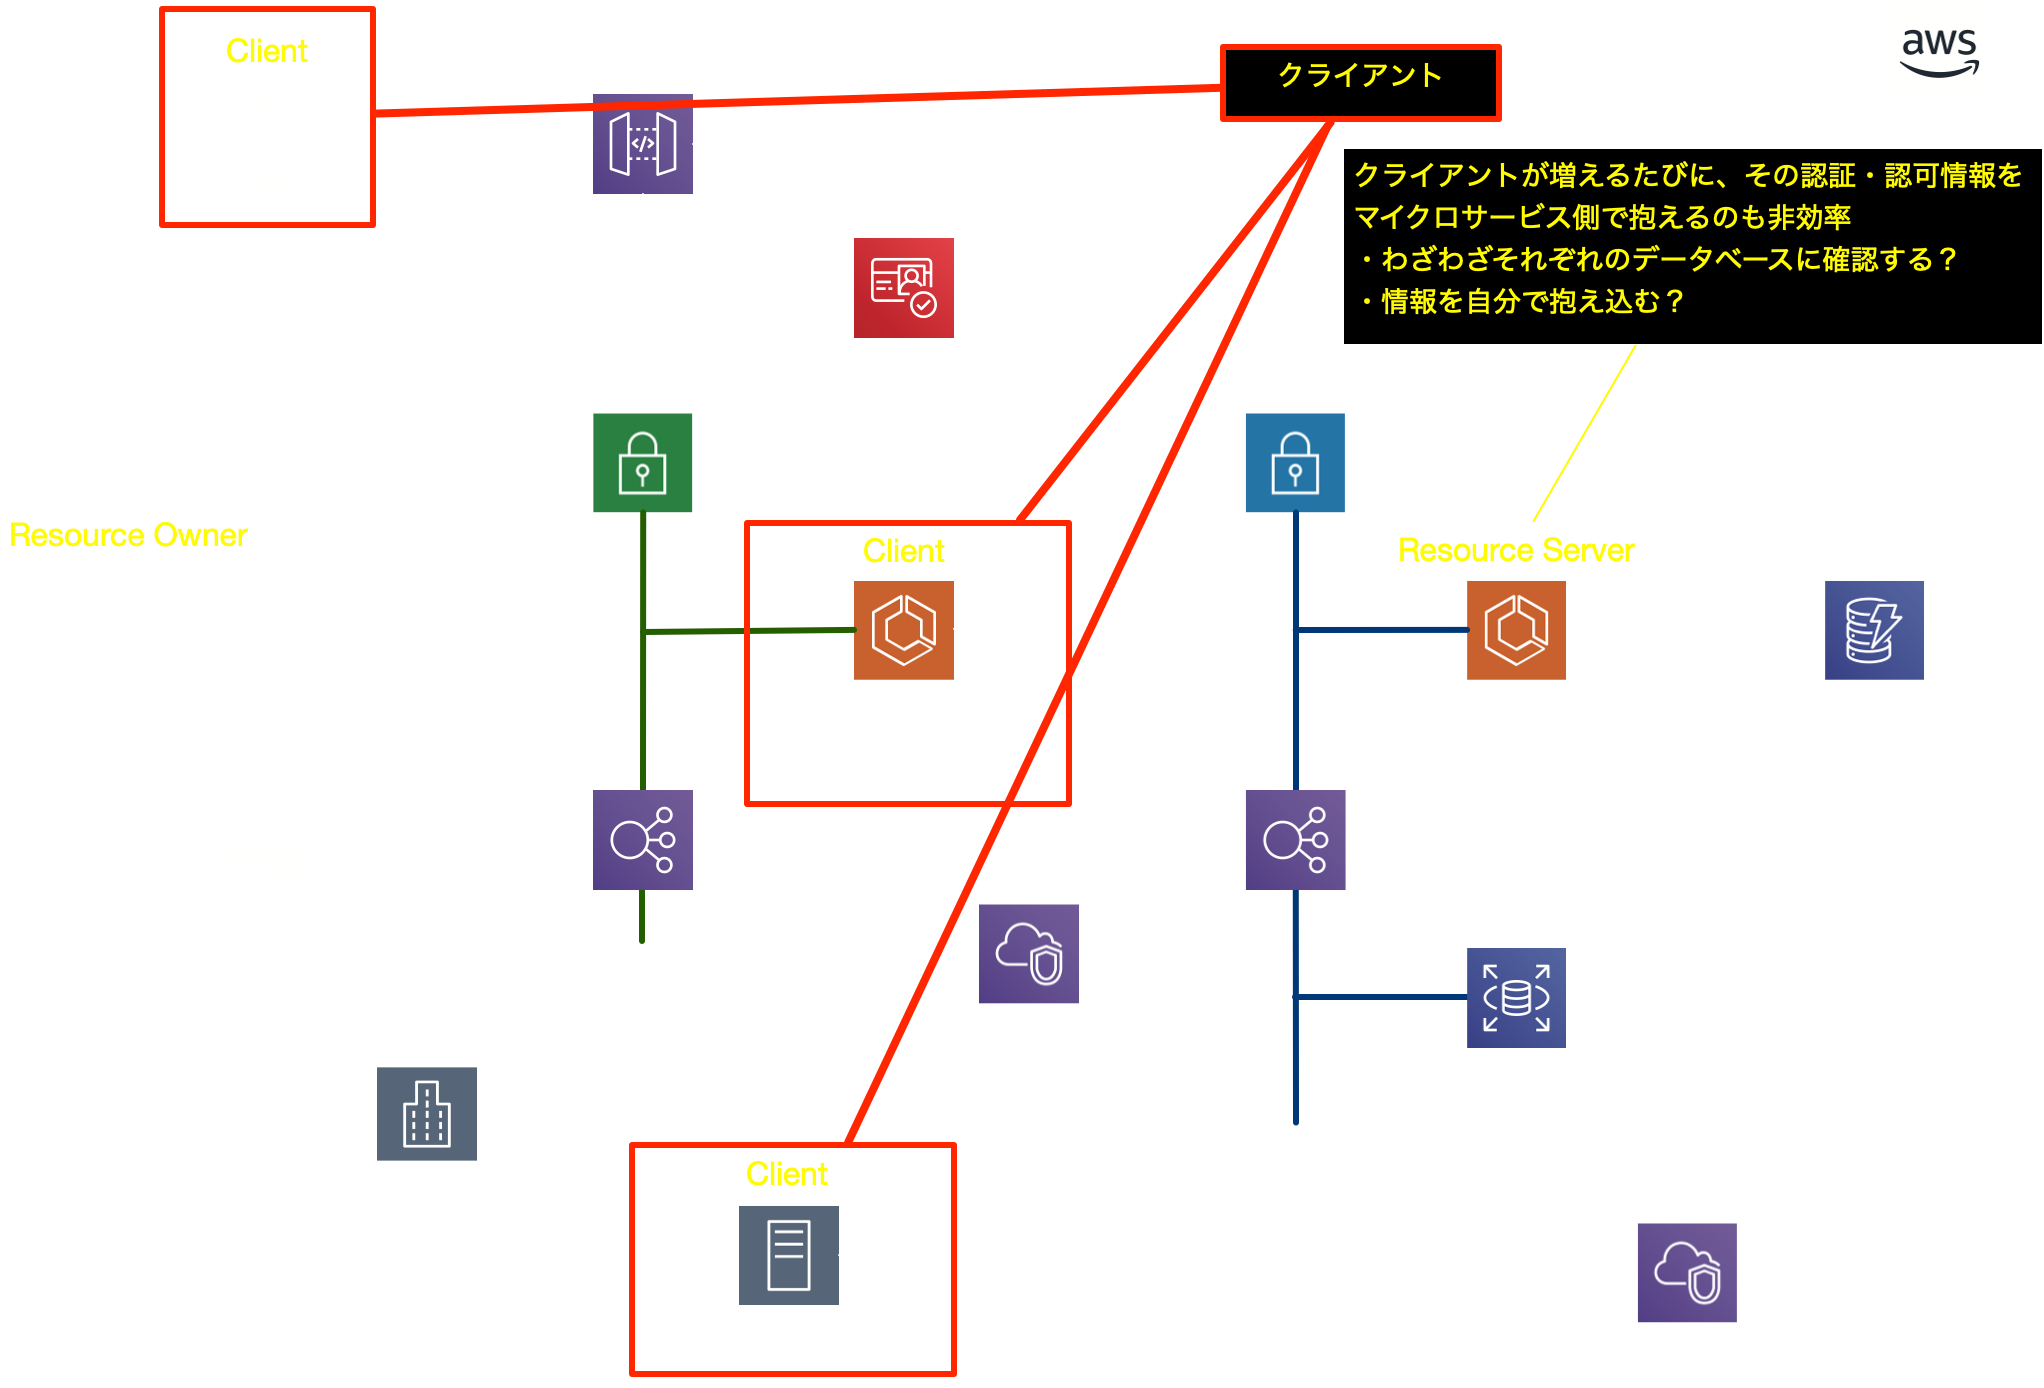 Client
クライアント
aws
クライアントが増えるたびに、その認証・認可情報を
マイクロサービス側で抱えるのも非効率
・わざわざそれぞれのデータベースに確認する？
・情報を自分で抱え込む？
Resource Owner
Client
Resource Server
Client